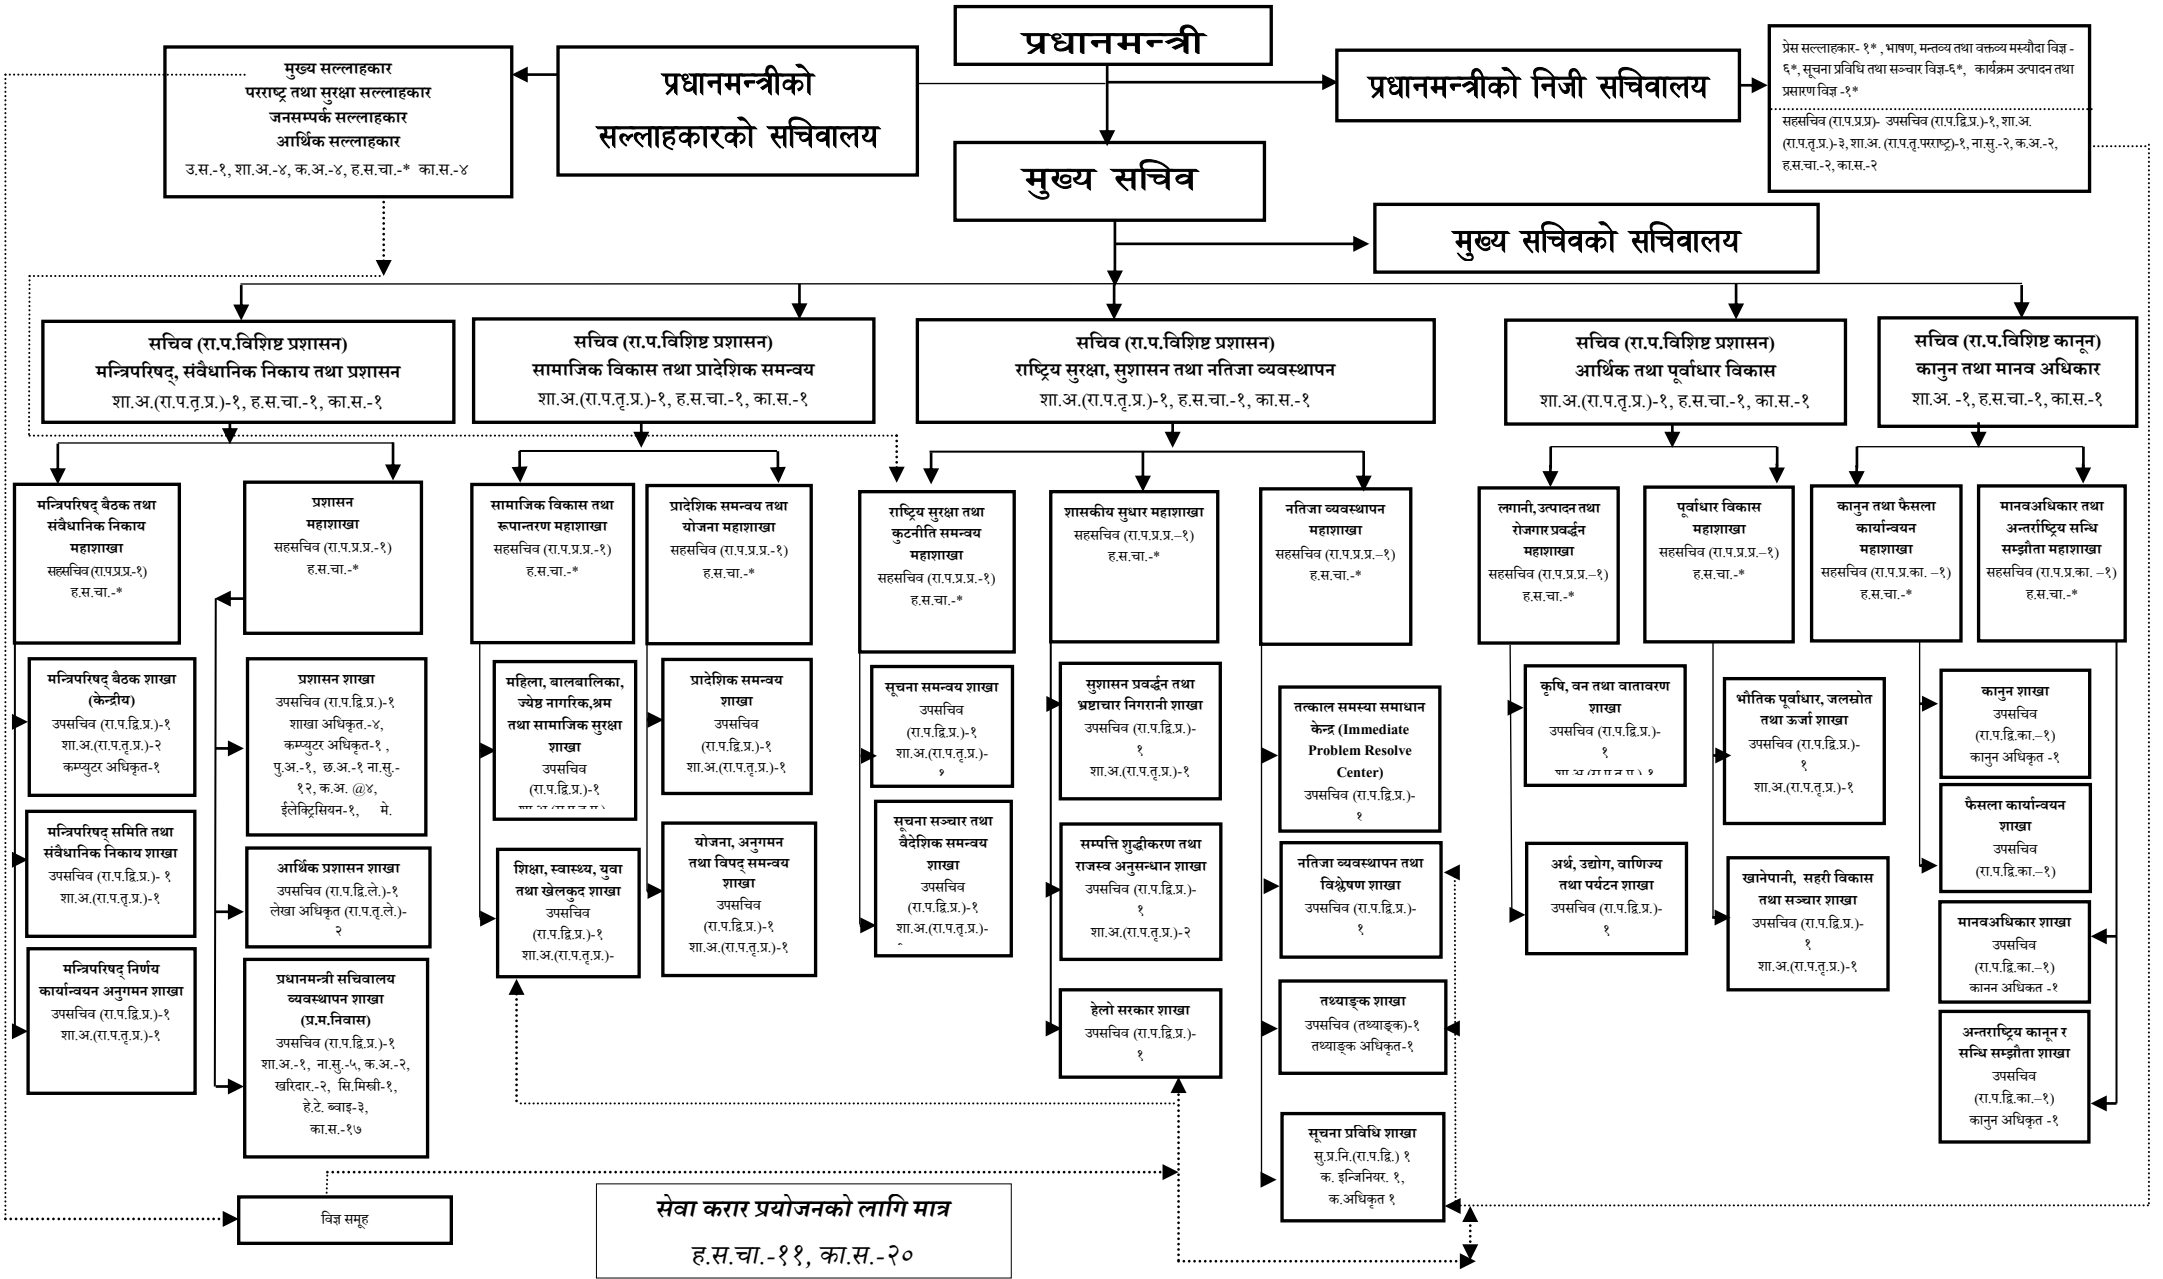 प्रधानमन्त्री
मुख्य सल्लाहकार
परराष्ट्र तथा सुरक्षा सल्लाहकार
जनसम्पर्क सल्लाहकार
आर्थिक सल्लाहकार
उ.स.-१, शा.अ.-४, क.अ.-४, ह.स.चा.-* का.स.-४
प्रधानमन्त्रीको
सल्लाहकारको सचिवालय
प्रधानमन्त्रीको निजी सचिवालय
प्रेस सल्लाहकार- १* , भाषण, मन्तव्य तथा वक्तव्य मस्यौदा विज्ञ -
६*, सूचना प्रविधि तथा सञ्चार विज्ञ-६*, कार्यक्रम उत्पादन तथा
प्रसारण विज्ञ -१*
सहसचिव (रा.प.प्र.प्र)- उपसचिव (रा.प.द्वि.प्र.)-१, शा.अ.
(रा.प.तृ.प्र.)-३, शा.अ. (रा.प.तृ.परराष्ट्र)-१, ना.सु.-२, क.अ.-२,
ह.स.चा.-२, का.स.-२
मुख्य सचिव
मुख्य सचिवको सचिवालय
सचिव (रा.प.विशिष्ट प्रशासन)
मन्त्रिपरिषद्, संवैधानिक निकाय तथा प्रशासन
शा.अ.(रा.प.तृ.प्र.)-१, ह.स.चा.-१, का.स.-१
सचिव (रा.प.विशिष्ट प्रशासन)
सामाजिक विकास तथा प्रादेशिक समन्वय
शा.अ.(रा.प.तृ.प्र.)-१, ह.स.चा.-१, का.स.-१
सचिव (रा.प.विशिष्ट प्रशासन)
राष्ट्रिय सुरक्षा, सुशासन तथा नतिजा व्यवस्थापन
शा.अ.(रा.प.तृ.प्र.)-१, ह.स.चा.-१, का.स.-१
सचिव (रा.प.विशिष्ट प्रशासन)
आर्थिक तथा पूर्वाधार विकास
शा.अ.(रा.प.तृ.प्र.)-१, ह.स.चा.-१, का.स.-१
सचिव (रा.प.विशिष्ट कानून)
कानुन तथा मानव अधिकार
शा.अ. -१, ह.स.चा.-१, का.स.-१
मन्त्रिपरिषद् बैठक तथा
संवैधानिक निकाय
महाशाखा
सहसचिव (रा.प.प्र.प्र.-१)
ह.स.चा.-*
प्रशासन
महाशाखा
सहसचिव (रा.प.प्र.प्र.-१)
ह.स.चा.-*
सामाजिक विकास तथा
रूपान्तरण महाशाखा
सहसचिव (रा.प.प्र.प्र.-१)
ह.स.चा.-*
प्रादेशिक समन्वय तथा
योजना महाशाखा
सहसचिव (रा.प.प्र.प्र.-१)
ह.स.चा.-*
राष्ट्रिय सुरक्षा तथा
कुटनीति समन्वय
महाशाखा
सहसचिव (रा.प.प्र.प्र.-१)
ह.स.चा.-*
शासकीय सुधार महाशाखा
सहसचिव (रा.प.प्र.प्र.–१)
ह.स.चा.-*
नतिजा व्यवस्थापन
महाशाखा
सहसचिव (रा.प.प्र.प्र.–१)
ह.स.चा.-*
लगानी, उत्पादन तथा
रोजगार प्रवर्द्धन
महाशाखा
सहसचिव (रा.प.प्र.प्र.–१)
ह.स.चा.-*
पूर्वाधार विकास
महाशाखा
सहसचिव (रा.प.प्र.प्र.–१)
ह.स.चा.-*
कानुन तथा फैसला
कार्यान्वयन
महाशाखा
सहसचिव (रा.प.प्र.का. –१)
ह.स.चा.-*
मानवअधिकार तथा
अन्तर्राष्ट्रिय सन्धि
सम्झौता महाशाखा
सहसचिव (रा.प.प्र.का. –१)
ह.स.चा.-*
मन्त्रिपरिषद् बैठक शाखा
(केन्द्रीय)
उपसचिव (रा.प.द्वि.प्र.)-१
शा.अ.(रा.प.तृ.प्र.)-२
कम्प्युटर अधिकृत-१
मन्त्रिपरिषद् समिति तथा
संवैधानिक निकाय शाखा
उपसचिव (रा.प.द्वि.प्र.)- १
शा.अ.(रा.प.तृ.प्र.)-१
मन्त्रिपरिषद् निर्णय
कार्यान्वयन अनुगमन शाखा
उपसचिव (रा.प.द्वि.प्र.)-१
शा.अ.(रा.प.तृ.प्र.)-१
प्रशासन शाखा
उपसचिव (रा.प.द्वि.प्र.)-१
शाखा अधिकृत.-४,
कम्प्युटर अधिकृत-१ ,
पु.अ.-१, छ.अ.-१ ना.सु.-
१२, क.अ. @४,
ईलेक्ट्रिसियन-१, मे.
आर्थिक प्रशासन शाखा
उपसचिव (रा.प.द्वि.ले.)-१
लेखा अधिकृत (रा.प.तृ.ले.)-
२
प्रधानमन्त्री सचिवालय
व्यवस्थापन शाखा
(प्र.म.निवास)
उपसचिव (रा.प.द्वि.प्र.)-१
शा.अ.-१, ना.सु.-५, क.अ.-२,
खरिदार.-२, सि.मिस्त्री-१,
हे.टे. ब्वाइ-३,
का.स.-१७
महिला, बालबालिका,
ज्येष्ठ नागरिक,श्रम
तथा सामाजिक सुरक्षा
शाखा
उपसचिव
(रा.प.द्वि.प्र.)-१
शा.अ.(रा.प.तृ.प्र.)-
शिक्षा, स्वास्थ्य, युवा
तथा खेलकुद शाखा
उपसचिव
(रा.प.द्वि.प्र.)-१
शा.अ.(रा.प.तृ.प्र.)-
प्रादेशिक समन्वय
शाखा
उपसचिव
(रा.प.द्वि.प्र.)-१
शा.अ.(रा.प.तृ.प्र.)-१
योजना, अनुगमन
तथा विपद् समन्वय
शाखा
उपसचिव
(रा.प.द्वि.प्र.)-१
शा.अ.(रा.प.तृ.प्र.)-१
सूचना समन्वय शाखा
उपसचिव
(रा.प.द्वि.प्र.)-१
शा.अ.(रा.प.तृ.प्र.)-
१
सूचना सञ्चार तथा
वैदेशिक समन्वय
शाखा
उपसचिव
(रा.प.द्वि.प्र.)-१
शा.अ.(रा.प.तृ.प्र.)-
सुशासन प्रवर्द्धन तथा
भ्रष्टाचार निगरानी शाखा
उपसचिव (रा.प.द्वि.प्र.)-
१
शा.अ.(रा.प.तृ.प्र.)-१
सम्पत्ति शुद्धीकरण तथा
राजस्व अनुसन्धान शाखा
उपसचिव (रा.प.द्वि.प्र.)-
१
शा.अ.(रा.प.तृ.प्र.)-२
हेलो सरकार शाखा
उपसचिव (रा.प.द्वि.प्र.)-
१
तत्काल समस्या समाधान
केन्द्र (Immediate
Problem Resolve
Center)
उपसचिव (रा.प.द्वि.प्र.)-
१
नतिजा व्यवस्थापन तथा
विश्लेषण शाखा
उपसचिव (रा.प.द्वि.प्र.)-
१
तथ्याङ्क शाखा
उपसचिव (तथ्याङ्क)-१
तथ्याङ्क अधिकृत-१
सूचना प्रविधि शाखा
सु.प्र.नि.(रा.प.द्वि.) १
क. इन्जिनियर. १,
क.अधिकृत १
कृषि, वन तथा वातावरण
शाखा
उपसचिव (रा.प.द्वि.प्र.)-
१
शा.अ.(रा.प.तृ.प्र.)-१
अर्थ, उद्योग, वाणिज्य
तथा पर्यटन शाखा
उपसचिव (रा.प.द्वि.प्र.)-
१
भौतिक पूर्वाधार, जलस्रोत
तथा ऊर्जा शाखा
उपसचिव (रा.प.द्वि.प्र.)-
१
शा.अ.(रा.प.तृ.प्र.)-१
खानेपानी, सहरी विकास
तथा सञ्चार शाखा
उपसचिव (रा.प.द्वि.प्र.)-
१
शा.अ.(रा.प.तृ.प्र.)-१
कानुन शाखा
उपसचिव
(रा.प.द्वि.का.–१)
कानुन अधिकृत -१
फैसला कार्यान्वयन
शाखा
उपसचिव
(रा.प.द्वि.का.–१)
मानवअधिकार शाखा
उपसचिव
(रा.प.द्वि.का.–१)
कानुन अधिकृत -१
अन्तराष्ट्रिय कानून र
सन्धि सम्झौता शाखा
उपसचिव
(रा.प.द्वि.का.–१)
कानुन अधिकृत -१
विज्ञ समूह
सेवा करार प्रयोजनको लागि मात्र
ह.स.चा.-११, का.स.-२०